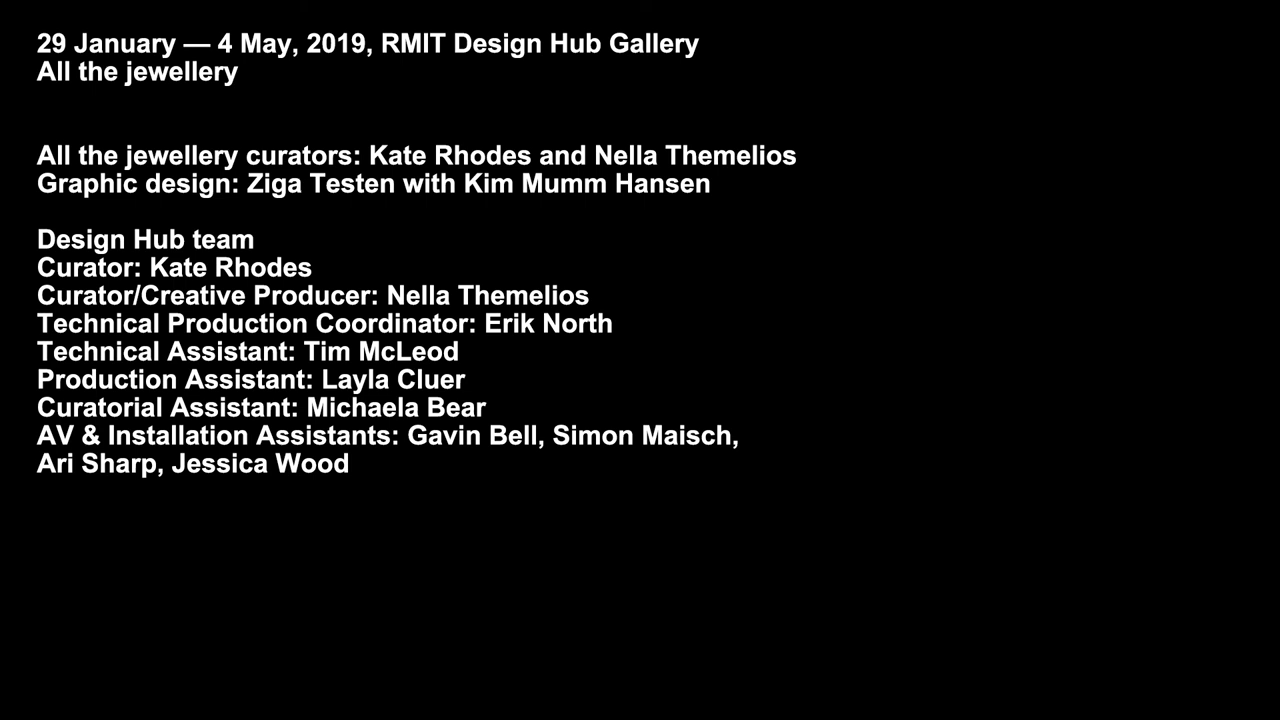 29 January — 4 May, 2019, RMIT Design Hub Gallery
All the jewellery
All the jewellery curators: Kate Rhodes and Nella Themelios
Graphic design: Ziga Testen with Kim Mumm Hansen
Design Hub team
Curator: Kate Rhodes
Curator/Creative Producer: Nella Themelios
Technical Production Coordinator: Erik North
Technical Assistant: Tim McLeod
Production Assistant: Layla Cluer
Curatorial Assistant: Michaela Bear
AV & Installation Assistants: Gavin Bell, Simon Maisch,
Ari Sharp, Jessica Wood